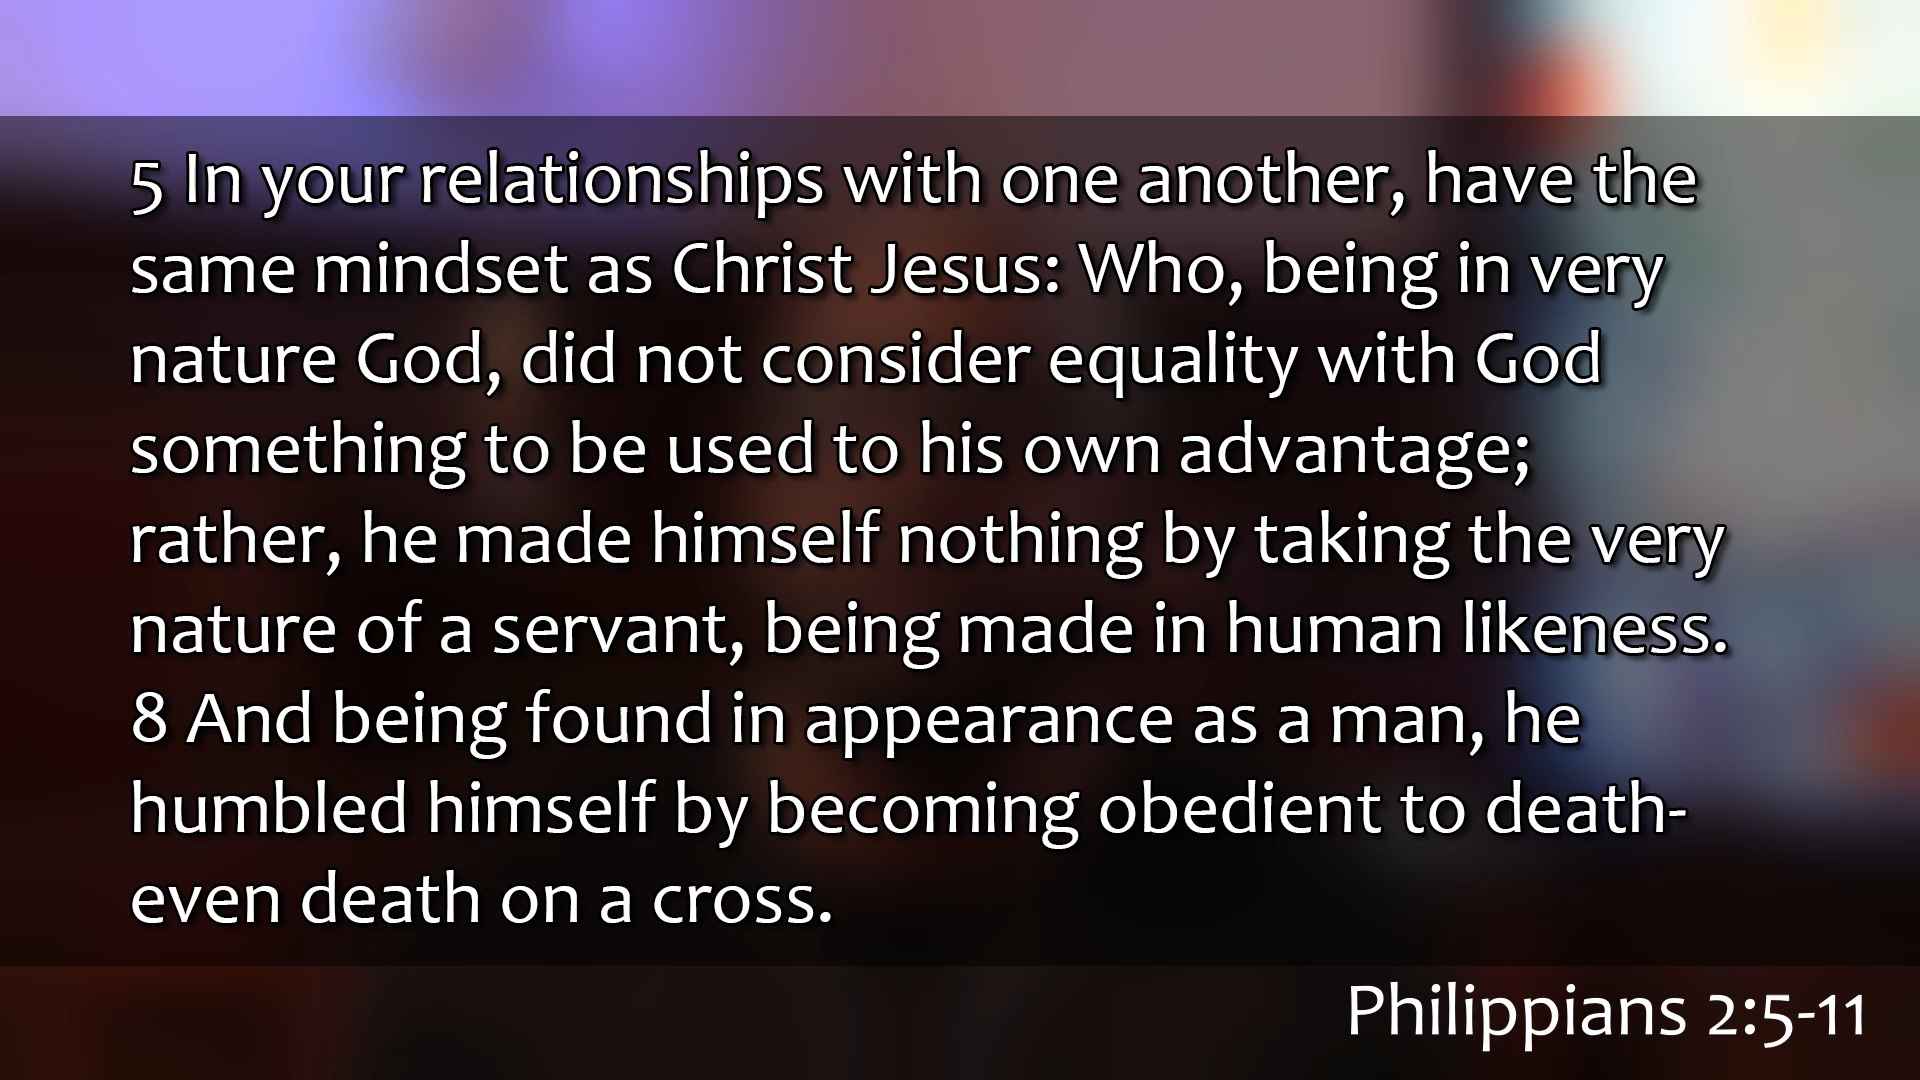 5 In your relationships with one another, have the
same mindset as Christ Jesus: Who, being in very
nature God, did not consider equality with God
something to be used to his own advantage;
rather, he made himself nothing by taking the very
nature of a servant, being made in human likeness.
8 And being found in appearance as a man, he
humbled himself by becoming obedient to death-
even death on a cross.
Philippians 2:5-11